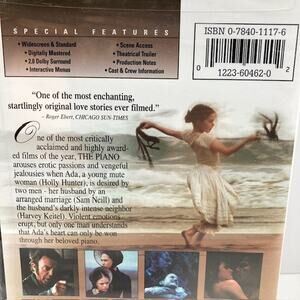 SPECIAL FEATURES
• Widescreen & Standard
• Digitally Mastered
• 2.0 Dolby Surround
• Interactive Menus
• Scene Access
• Theatrical Trailer
• Production Notes
• Cast & Crew Information
ISBN 0-7840-1117-6
1223-60462-0
0
2
“One of the most enchanting,
startlingly original love stories ever filmed.”
- Roger Ebert, CHICAGO SUN-TIMES
One of the most critically
acclaimed and highly award-
ed films of the year, THE PIANO
arouses erotic passions and vengeful
jealousies when Ada, a young mute
woman (Holly Hunter), is desired by
two men - her husband by an
arranged marriage (Sam Neill) and
the husband's darkly intense neighbor
(Harvey Keitel). Violent emotions
erupt, but only one man understands
that Ada's heart can only be won
through her beloved piano.